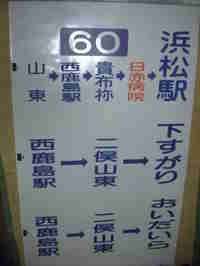 60
山東→西鹿島駅→貴布祢→日赤病院→浜松駅
西鹿島駅→二俣山東→下すがり
西鹿島駅→二俣山東→おいだいら